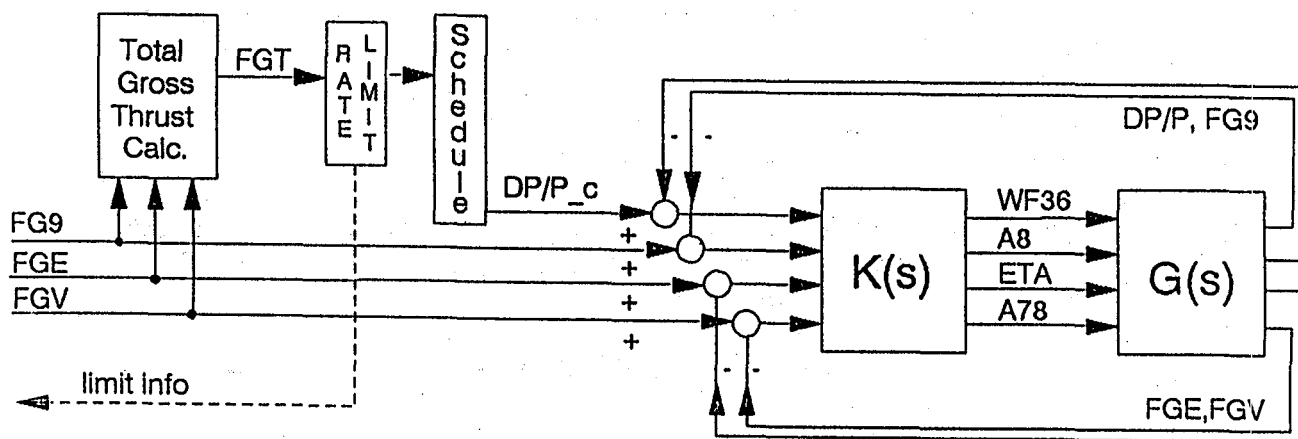 Total
Gross
Thrust
Calc.
FGT
RATE
LIMIT
Schedule
DP/P_c
FG9
FGE
FGV
+
+
+
+
-
-
DP/P, FG9
K(s)
WF36
A8
ETA
A78
G(s)
-
-
FGE,FGV
limit info